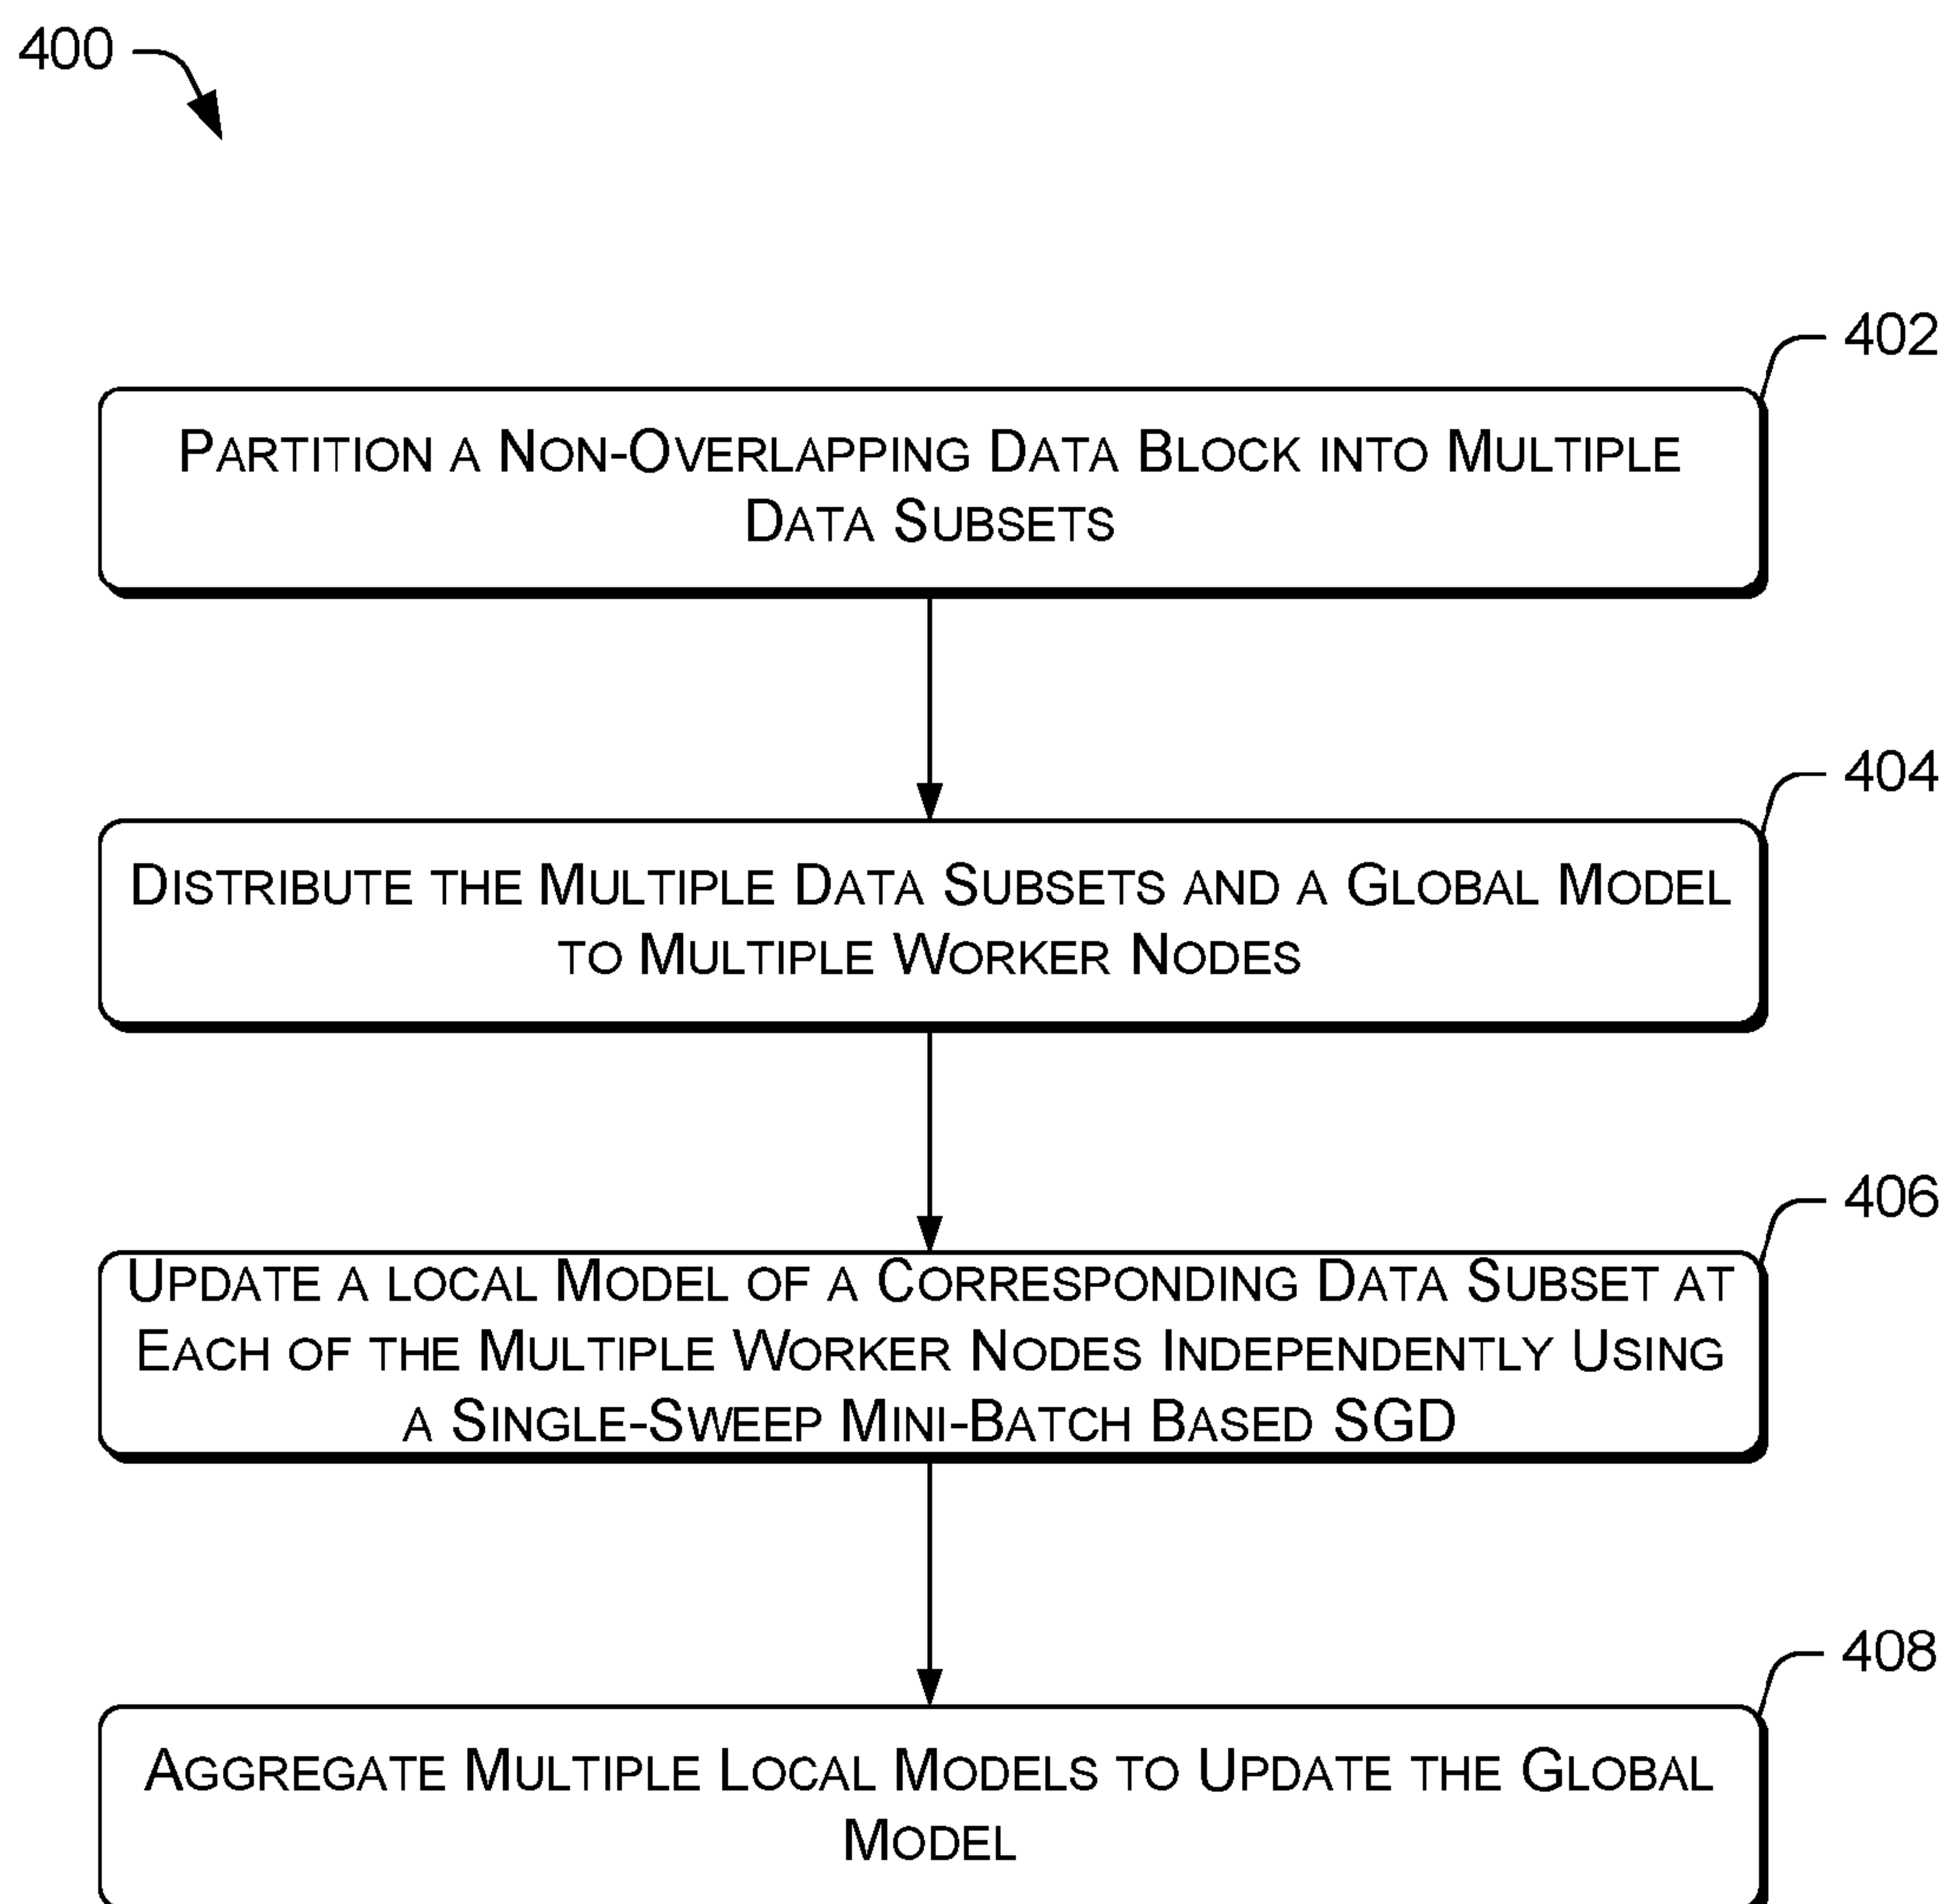 400
402
Partition a Non-Overlapping Data Block into Multiple
Data Subsets
404
Distribute the Multiple Data Subsets and a Global Model
to Multiple Worker Nodes
406
Update a local Model of a Corresponding Data Subset at
Each of the Multiple Worker Nodes Independently Using
a Single-Sweep Mini-Batch Based SGD
408
Aggregate Multiple Local Models to Update the Global
Model